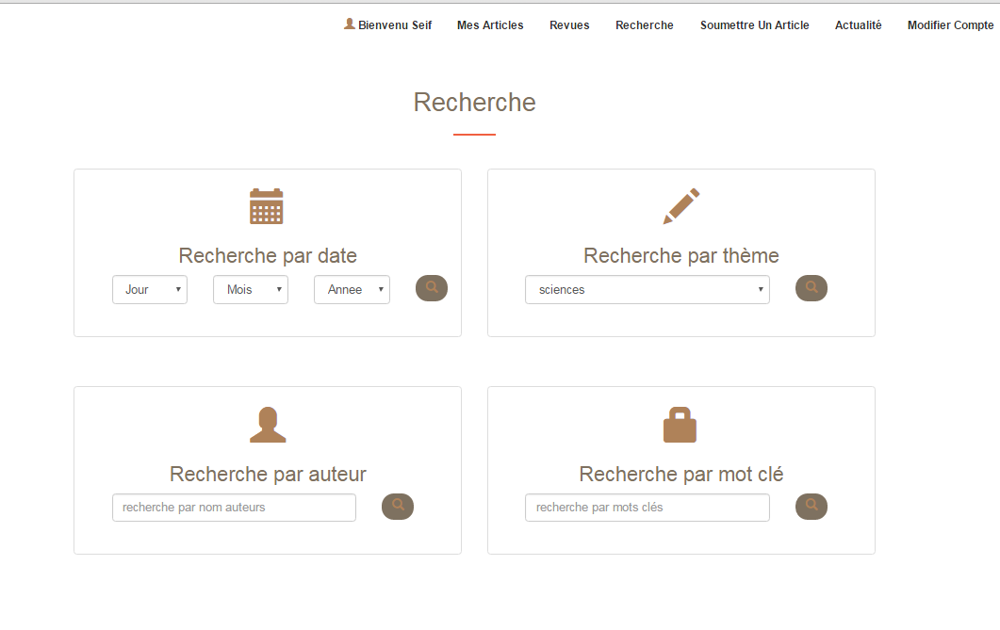 Bienvenu Seif Mes Articles Revues Recherche Soumettre Un Article Actualité Modifier Compte
Recherche
Recherche par date
Jour Mois Annee
Recherche par thème
sciences
Recherche par auteur
recherche par nom auteurs
Recherche par mot clé
recherche par mots clés